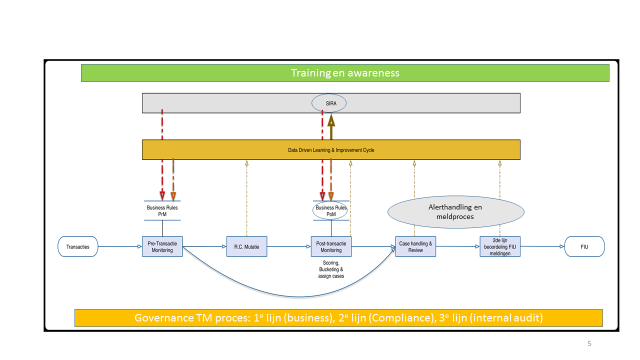 Training en awareness
SIRA
Data Driven Learning & Improvement Cycle
Business Rules
PrM
Business Rules
PoM
Alerthandling en
meldproces
Transacties
Pre-Transactie
Monitoring
R.C. Mutatie
Post-transactie
Monitoring
Case handling &
Review
2de lijn
beoordeling FIU
meldingen
FIU
Scoring,
Bucketing &
assign cases
Governance TM proces: 1e lijn (business), 2e lijn (Compliance), 3e lijn (internal audit)
5